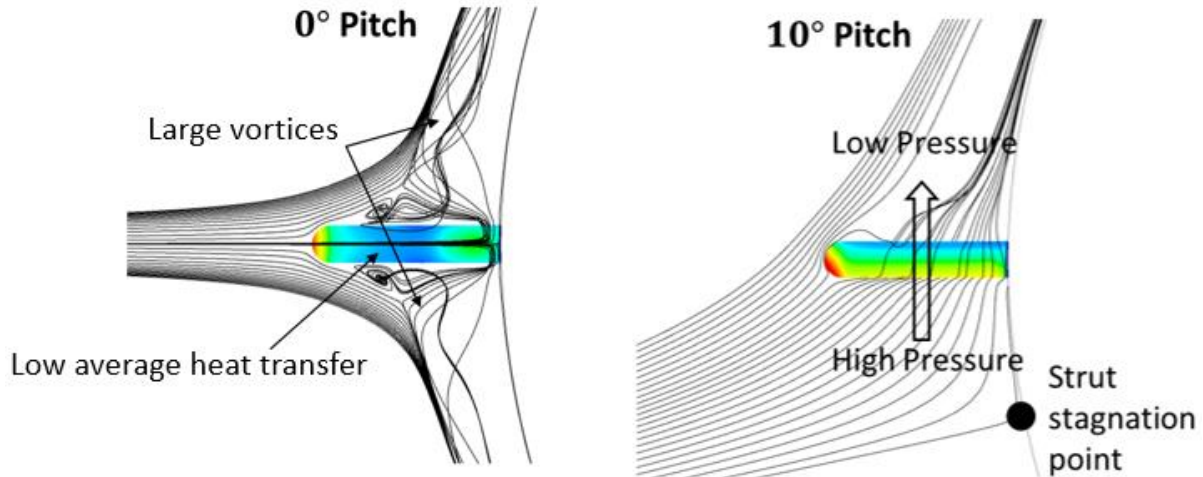 0° Pitch
Large vortices
Low average heat transfer
10° Pitch
Low Pressure
High Pressure
Strut
stagnation
point